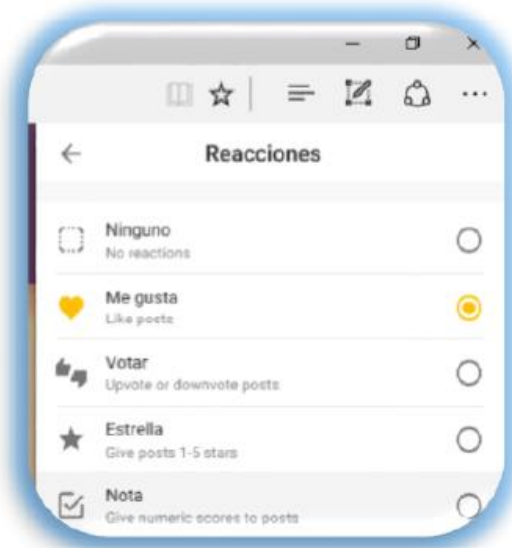 Reacciones
Ninguno
No reactions
Me gusta
Like posts
Votar
Upvote or downvote posts
Estrella
Give posts 1-5 stars
Nota
Give numeric scores to posts